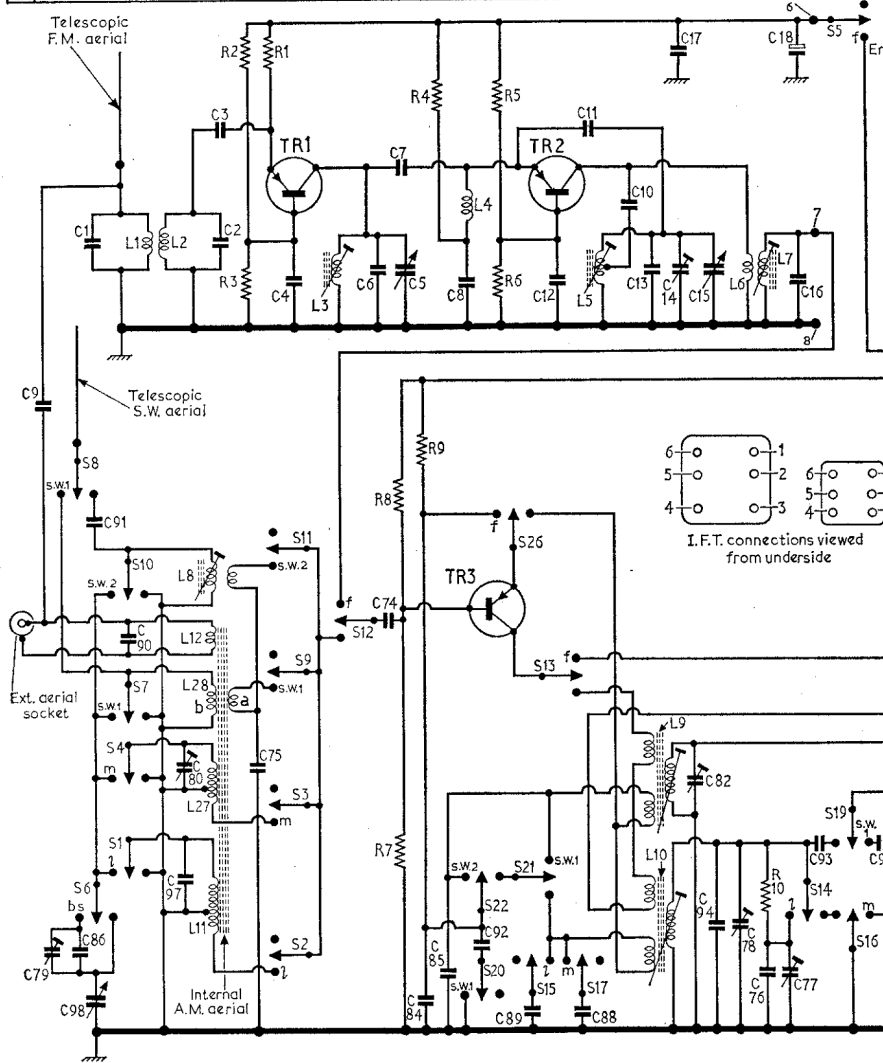 Telescopic
F.M. aerial
R2
R1
C3
TR1
R4
R5
C7
C11
TR2
C17
C18
6
S5
f
Er
C1
L1
L2
C2
R3
C4
L3
C6
C5
L4
C8
R6
C12
C10
L5
C13
C
14
C15
L6
L7
7
C16
8
C9
Telescopic
S.W. aerial
S8
s.w.1
C91
R8
R9
6
5
4
1
2
3
6
5
4
I.F.T. connections viewed
from underside
S10
s.w.2
L8
S11
s.w.2
f
S12
C74
TR3
f
S26
C
90
L12
Ext. aerial
socket
S7
s.w.1
L28
b
a
S9
s.w.1
S13
f
S4
m
C
80
L27
C75
S3
m
L9
C82
S1
l
C
97
L11
R7
S6
bs
C79
C86
C98
Internal
A.M. aerial
S2
l
s.w.2
S21
s.w.1
S22
C92
S20
s.w.1
C
85
C
84
l
m
S15
S17
C89
C88
L10
C
94
C
78
R
10
C
76
C77
l
S14
C93
S19
s.w.
1
C9
m
S16